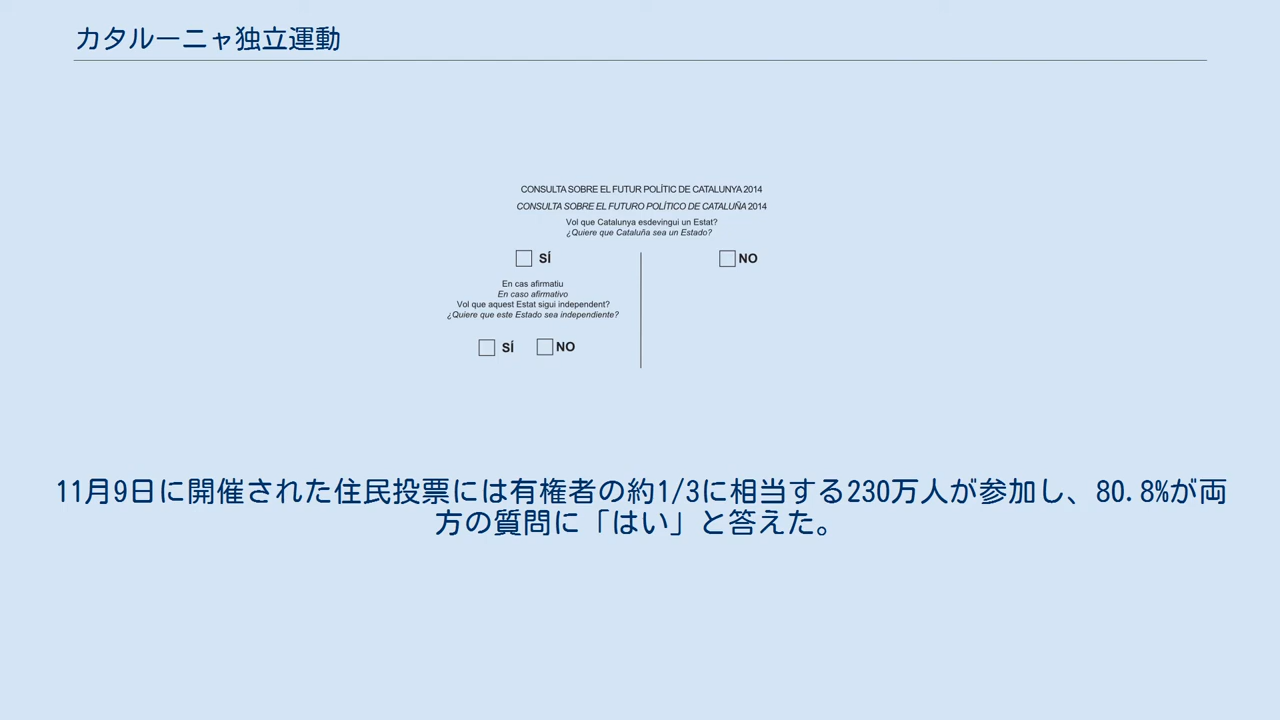 カタルーニャ独立運動
CONSULTA SOBRE EL FUTUR POLÍTIC DE CATALUNYA 2014
CONSULTA SOBRE EL FUTURO POLÍTICO DE CATALUÑA 2014
Vol que Catalunya esdevingui un Estat?
¿Quiere que Cataluña sea un Estado?
SÍ
NO
En cas afirmatiu
En caso afirmativo
Vol que aquest Estat sigui independent?
¿Quiere que este Estado sea independiente?
SÍ NO
11月9日に開催された住民投票には有権者の約1/3に相当する230万人が参加し、80.8%が両
方の質問に「はい」と答えた。